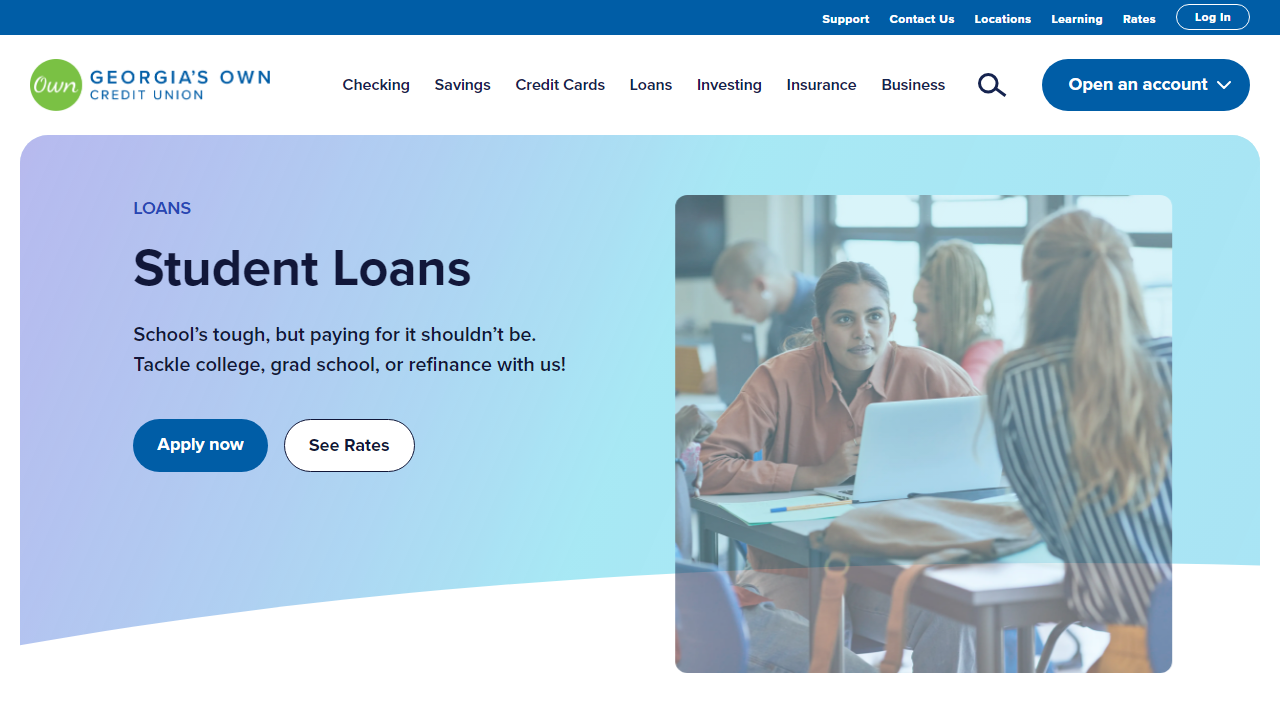 Support Contact Us Locations Learning Rates Log In
Own GEORGIA'S OWN
CREDIT UNION
Checking Savings Credit Cards Loans Investing Insurance Business Open an account
LOANS
Student Loans
School’s tough, but paying for it shouldn’t be.
Tackle college, grad school, or refinance with us!
Apply now See Rates